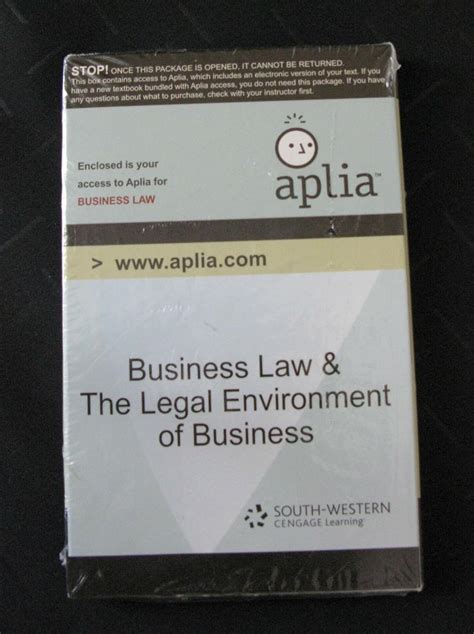 STOP! ONCE THIS PACKAGE IS OPENED, IT CANNOT BE RETURNED.
This box contains access to Aplia, which includes an electronic version of your text. If you
have a new textbook bundled with Aplia access, you do not need this package. If you have
any questions about what to purchase, check with your instructor first.
Enclosed is your
access to Aplia for
BUSINESS LAW
aplia™
> www.aplia.com
Business Law &
The Legal Environment
of Business
SOUTH-WESTERN
CENGAGE Learning™